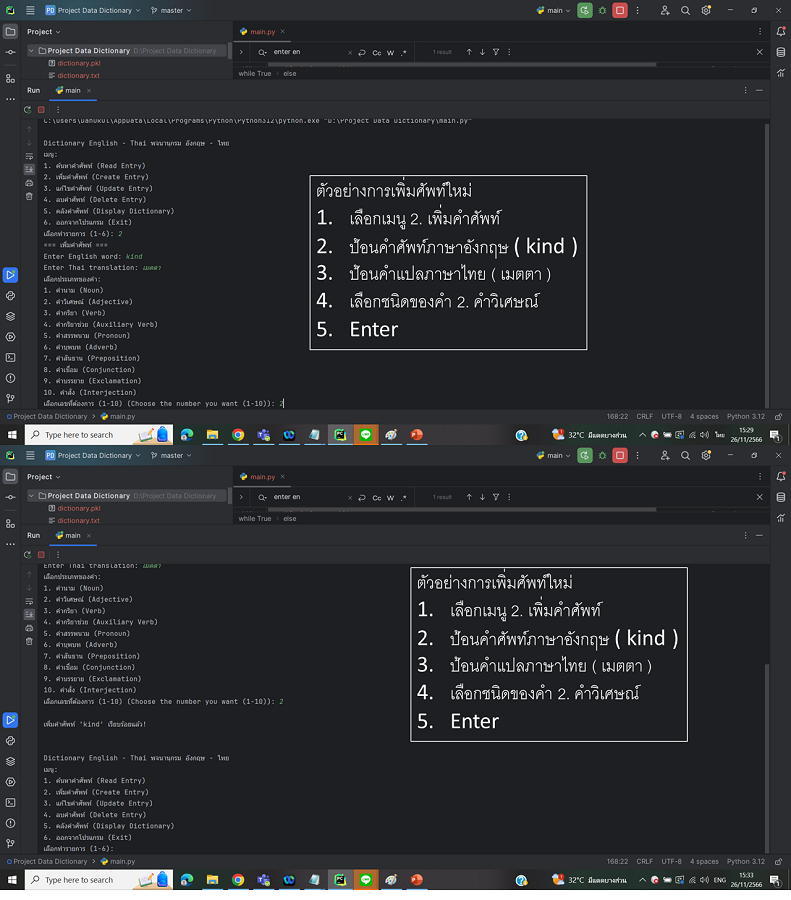 PD Project Data Dictionary master main
Project main.py
Project Data Dictionary D:\Project Data Dictionary enter en Cc W .* 1 result
dictionary.pkl
dictionary.txt while True else
Run main
C:\Users\Danukul\AppData\Local\Programs\Python\Python312\python.exe "D:\Project Data Dictionary\main.py"
Dictionary English - Thai พจนานุกรม อังกฤษ - ไทย
เมนู:
1. ค้นหาคำศัพท์ (Read Entry)
2. เพิ่มคำศัพท์ (Create Entry)
3. แก้ไขคำศัพท์ (Update Entry)
4. ลบคำศัพท์ (Delete Entry)
5. คลังคำศัพท์ (Display Dictionary)
6. ออกจากโปรแกรม (Exit)
เลือกทำรายการ (1-6): 2
=== เพิ่มคำศัพท์ ===
Enter English word: kind
Enter Thai translation: เมตตา
เลือกประเภทของคำ:
1. คำนาม (Noun)
2. คำวิเศษณ์ (Adjective)
3. คำกริยา (Verb)
4. คำกริยาช่วย (Auxiliary Verb)
5. คำสรรพนาม (Pronoun)
6. คำบุพบท (Adverb)
7. คำสันธาน (Preposition)
8. คำเชื่อม (Conjunction)
9. คำบรรยาย (Exclamation)
10. คำสั่ง (Interjection)
เลือกเลขที่ต้องการ (1-10) (Choose the number you want (1-10)): 2
ตัวอย่างการเพิ่มศัพท์ใหม่
1. เลือกเมนู 2. เพิ่มคำศัพท์
2. ป้อนคำศัพท์ภาษาอังกฤษ ( kind )
3. ป้อนคำแปลภาษาไทย ( เมตตา )
4. เลือกชนิดของคำ 2. คำวิเศษณ์
5. Enter
Project Data Dictionary main.py 168:22 CRLF UTF-8 4 spaces Python 3.12
Type here to search 32°C มีแดดบางส่วน ไทย 15:29
26/11/2566
PD Project Data Dictionary master main
Project main.py
Project Data Dictionary D:\Project Data Dictionary enter en Cc W .* 1 result
dictionary.pkl
dictionary.txt while True else
Run main
Enter Thai translation: เมตตา
เลือกประเภทของคำ:
1. คำนาม (Noun)
2. คำวิเศษณ์ (Adjective)
3. คำกริยา (Verb)
4. คำกริยาช่วย (Auxiliary Verb)
5. คำสรรพนาม (Pronoun)
6. คำบุพบท (Adverb)
7. คำสันธาน (Preposition)
8. คำเชื่อม (Conjunction)
9. คำบรรยาย (Exclamation)
10. คำสั่ง (Interjection)
เลือกเลขที่ต้องการ (1-10) (Choose the number you want (1-10)): 2
เพิ่มคำศัพท์ 'kind' เรียบร้อยแล้ว!
Dictionary English - Thai พจนานุกรม อังกฤษ - ไทย
เมนู:
1. ค้นหาคำศัพท์ (Read Entry)
2. เพิ่มคำศัพท์ (Create Entry)
3. แก้ไขคำศัพท์ (Update Entry)
4. ลบคำศัพท์ (Delete Entry)
5. คลังคำศัพท์ (Display Dictionary)
6. ออกจากโปรแกรม (Exit)
เลือกทำรายการ (1-6):
ตัวอย่างการเพิ่มศัพท์ใหม่
1. เลือกเมนู 2. เพิ่มคำศัพท์
2. ป้อนคำศัพท์ภาษาอังกฤษ ( kind )
3. ป้อนคำแปลภาษาไทย ( เมตตา )
4. เลือกชนิดของคำ 2. คำวิเศษณ์
5. Enter
Project Data Dictionary main.py 168:22 CRLF UTF-8 4 spaces Python 3.12
Type here to search 32°C มีแดดบางส่วน ENG 15:33
26/11/2566